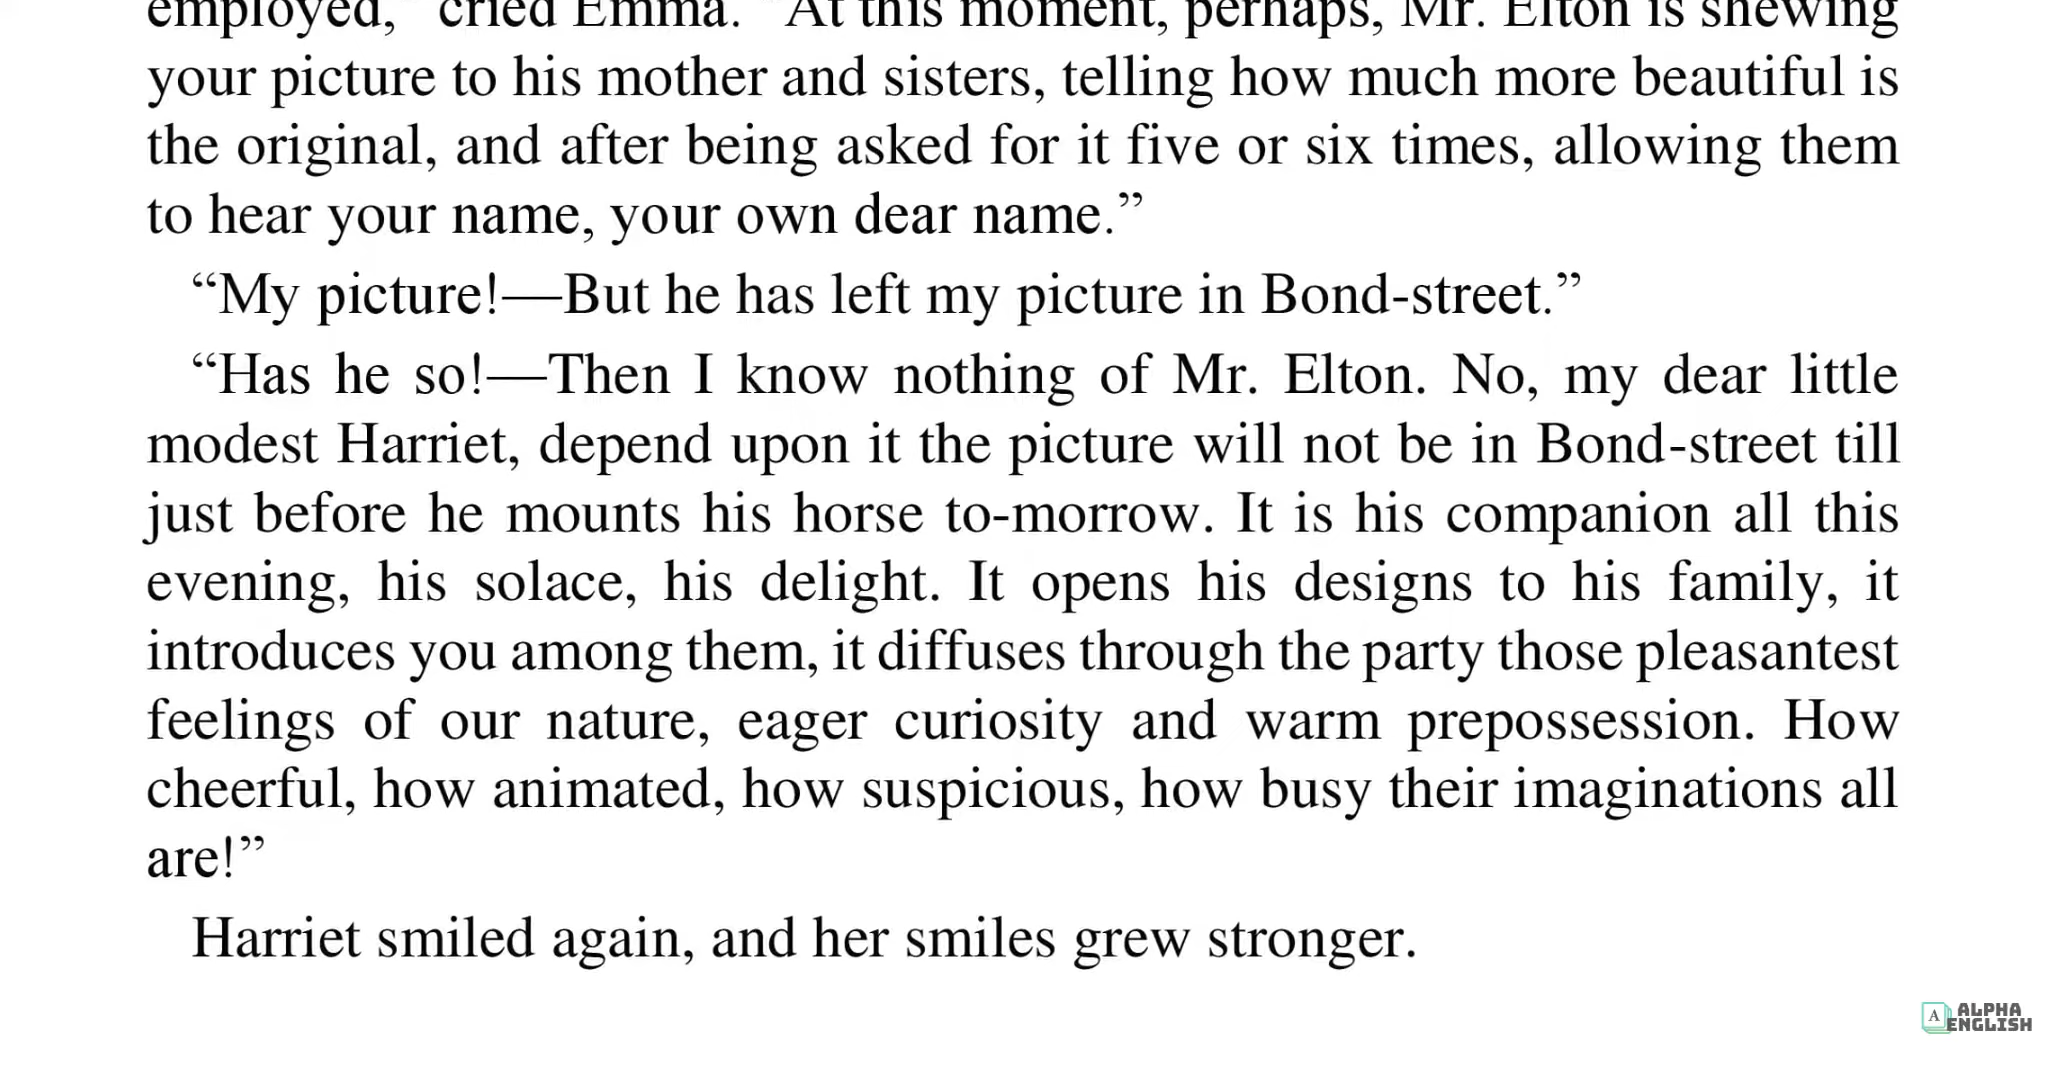 employed,” cried Emma. “At this moment, perhaps, Mr. Elton is shewing
your picture to his mother and sisters, telling how much more beautiful is
the original, and after being asked for it five or six times, allowing them
to hear your name, your own dear name.”
“My picture!—But he has left my picture in Bond-street.”
“Has he so!—Then I know nothing of Mr. Elton. No, my dear little
modest Harriet, depend upon it the picture will not be in Bond-street till
just before he mounts his horse to-morrow. It is his companion all this
evening, his solace, his delight. It opens his designs to his family, it
introduces you among them, it diffuses through the party those pleasantest
feelings of our nature, eager curiosity and warm prepossession. How
cheerful, how animated, how suspicious, how busy their imaginations all
are!”
Harriet smiled again, and her smiles grew stronger.
A ALPHA
ENGLISH